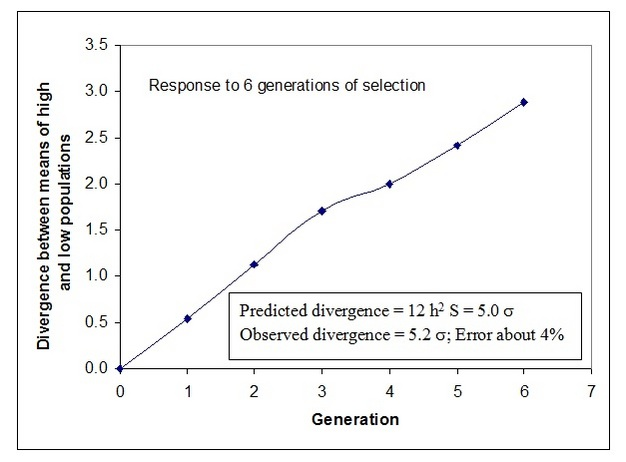 3.5
3.0
2.5
2.0
1.5
1.0
0.5
0.0
0 1 2 3 4 5 6 7
Divergence between means of high
and low populations
Response to 6 generations of selection
Predicted divergence = 12 h² S = 5.0 σ
Observed divergence = 5.2 σ; Error about 4%
Generation